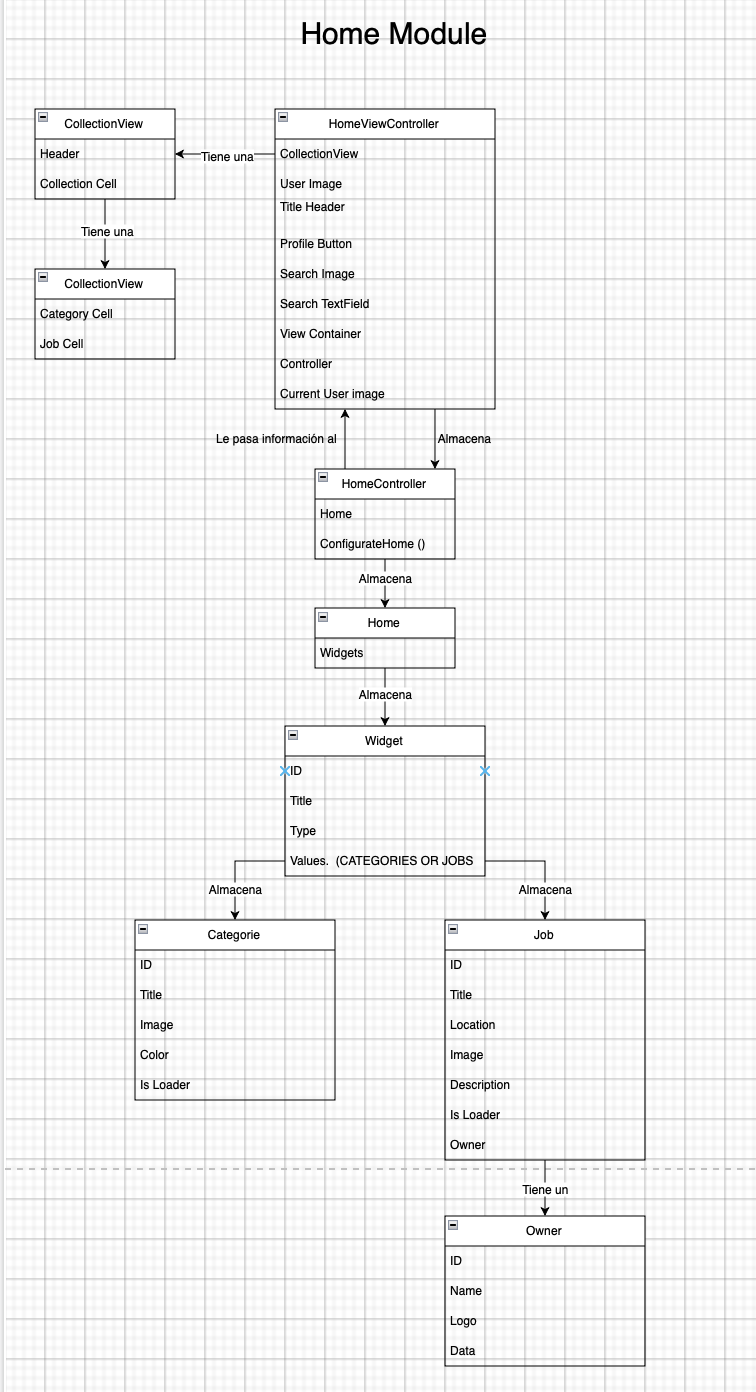 Home Module
CollectionView
Header
Collection Cell
Tiene una
HomeViewController
CollectionView
User Image
Title Header
Profile Button
Search Image
Search TextField
View Container
Controller
Current User image
Tiene una
CollectionView
Category Cell
Job Cell
Le pasa información al
Almacena
HomeController
Home
ConfigurateHome ()
Almacena
Home
Widgets
Almacena
Widget
ID
Title
Type
Values.  (CATEGORIES OR JOBS
Almacena
Almacena
Categorie
ID
Title
Image
Color
Is Loader
Job
ID
Title
Location
Image
Description
Is Loader
Owner
Tiene un
Owner
ID
Name
Logo
Data